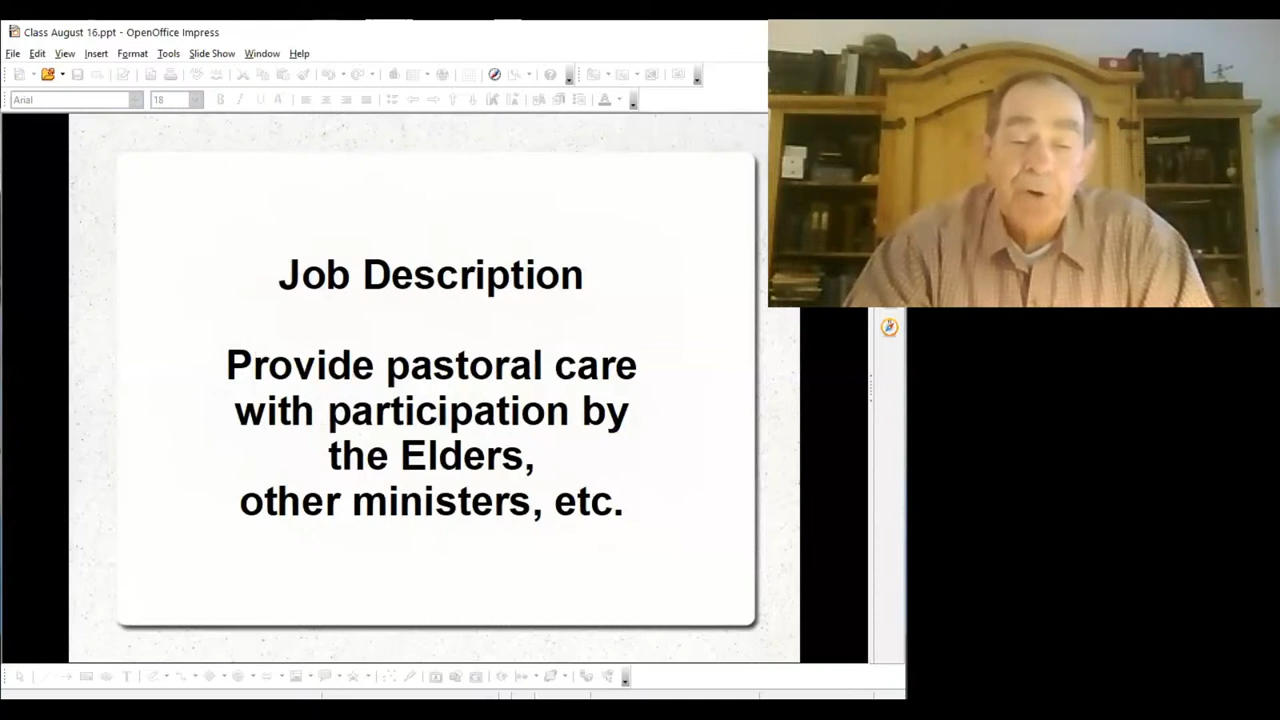 Class August 16.ppt - OpenOffice Impress
File Edit View Insert Format Tools Slide Show Window Help
Arial 18
Job Description
Provide pastoral care
with participation by
the Elders,
other ministers, etc.